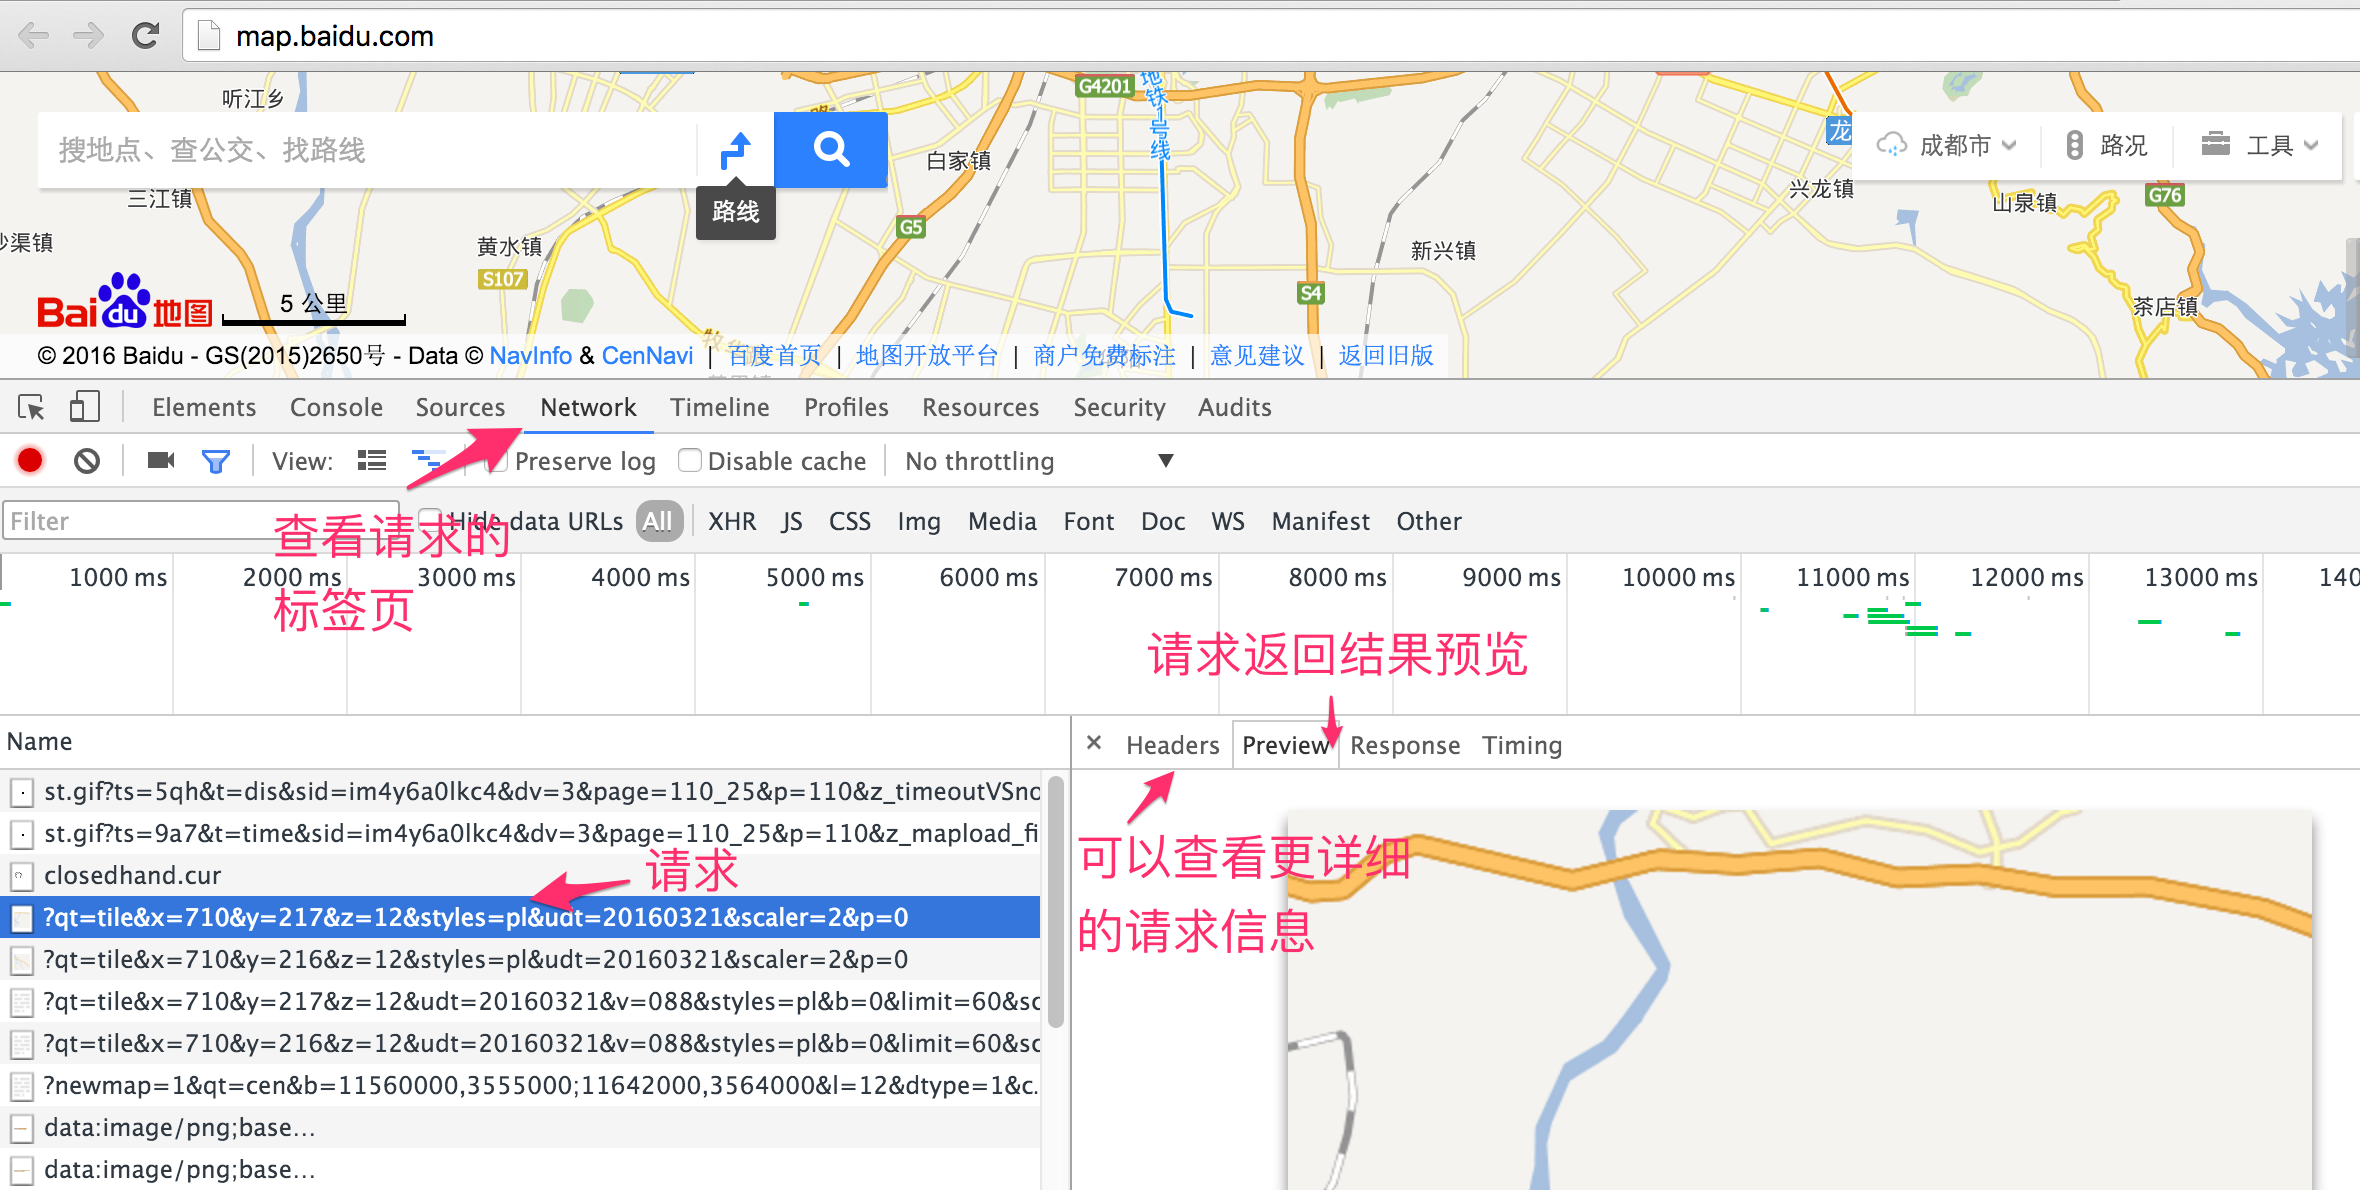 map.baidu.com
听江乡
G4201
地铁1号线
搜地点、查公交、找路线
白家镇
龙
成都市
路况
工具
三江镇
路线
兴龙镇
山泉镇
G76
渠镇
黄水镇
G5
新兴镇
S107
S4
茶店镇
Baidu地图
5 公里
© 2016 Baidu - GS(2015)2650号 - Data © NavInfo & CenNavi | 百度首页 | 地图开放平台 | 商户免费标注 | 意见建议 | 返回旧版
Elements Console Sources Network Timeline Profiles Resources Security Audits
View: Preserve log Disable cache No throttling
Filter Hide data URLs All XHR JS CSS Img Media Font Doc WS Manifest Other
查看请求的
标签页
1000 ms 2000 ms 3000 ms 4000 ms 5000 ms 6000 ms 7000 ms 8000 ms 9000 ms 10000 ms 11000 ms 12000 ms 13000 ms 140
请求返回结果预览
Name
× Headers Preview Response Timing
st.gif?ts=5qh&t=dis&sid=im4y6a0lkc4&dv=3&page=110_25&p=110&z_timeoutVSno
st.gif?ts=9a7&t=time&sid=im4y6a0lkc4&dv=3&page=110_25&p=110&z_mapload_fi
closedhand.cur
请求
?qt=tile&x=710&y=217&z=12&styles=pl&udt=20160321&scaler=2&p=0
?qt=tile&x=710&y=216&z=12&styles=pl&udt=20160321&scaler=2&p=0
?qt=tile&x=710&y=217&z=12&udt=20160321&v=088&styles=pl&b=0&limit=60&sc
?qt=tile&x=710&y=216&z=12&udt=20160321&v=088&styles=pl&b=0&limit=60&sc
?newmap=1&qt=cen&b=11560000,3555000;11642000,3564000&l=12&dtype=1&c...
data:image/png;base...
data:image/png;base...
可以查看更详细
的请求信息